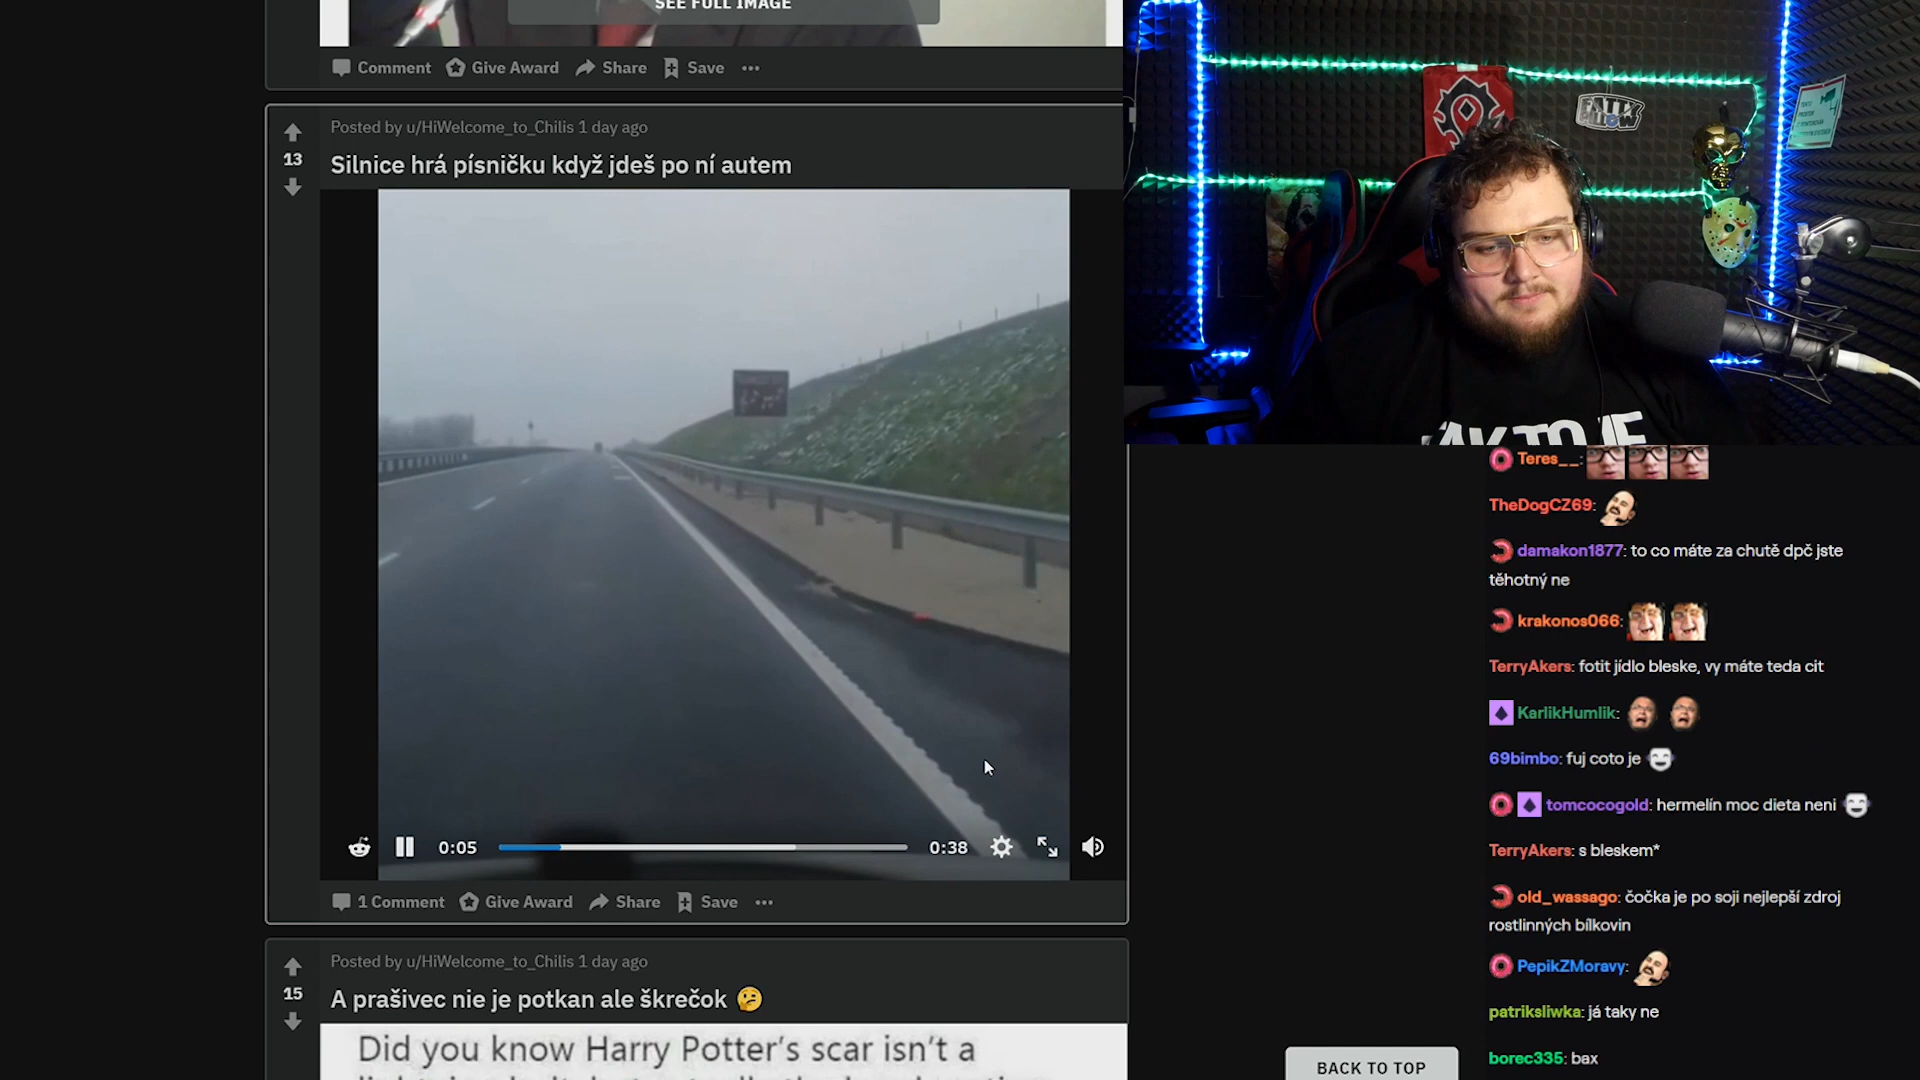 SEE FULL IMAGE
Comment Give Award Share Save
Posted by u/HiWelcome_to_Chilis 1 day ago
13
Silnice hrá písničku když jdeš po ní autem
0:05
0:38
1 Comment Give Award Share Save
Posted by u/HiWelcome_to_Chilis 1 day ago
15
A prašivec nie je potkan ale škrečok
Did you know Harry Potter's scar isn't a
FATTY PILLOW
Teres__:
TheDogCZ69:
damakon1877: to co máte za chutě dpč jste
těhotný ne
krakonos066:
TerryAkers: fotit jídlo bleske, vy máte teda cit
KarlikHumlik:
69bimbo: fuj coto je
tomcocogold: hermelín moc dieta neni
TerryAkers: s bleskem*
old_wassago: čočka je po soji nejlepší zdroj
rostlinných bílkovin
PepikZMoravy:
patriksliwka: já taky ne
borec335: bax
BACK TO TOP